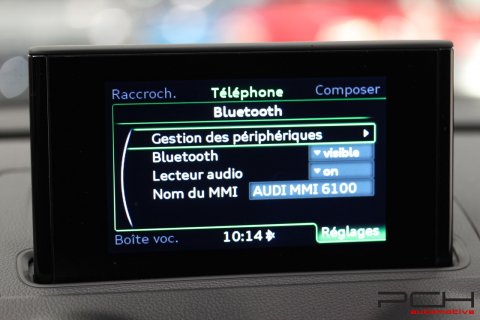 Raccroch. Téléphone Composer
Bluetooth
Gestion des périphériques
Bluetooth visible
Lecteur audio on
Nom du MMI AUDI MMI 6100
Boîte voc. 10:14 Réglages
PCH
automotive